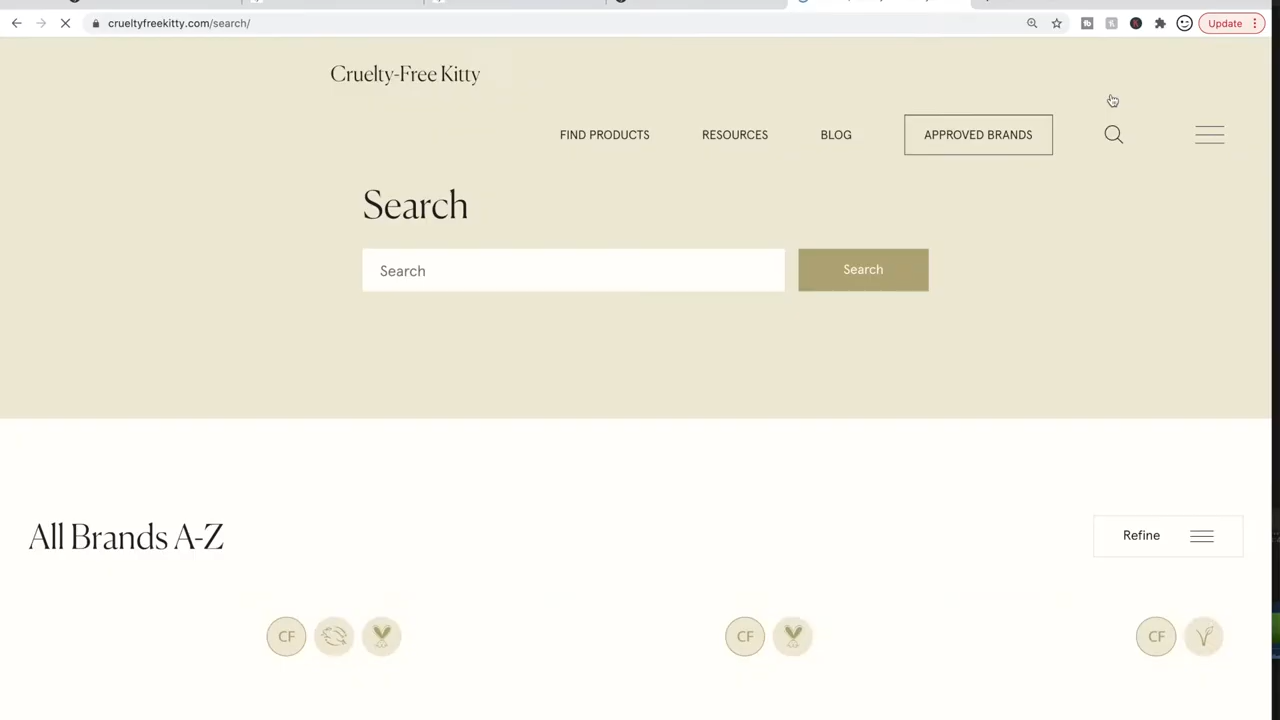 crueltyfreekitty.com/search/
Update
Cruelty-Free Kitty
FIND PRODUCTS
RESOURCES
BLOG
APPROVED BRANDS
Search
Search
Search
All Brands A-Z
Refine
CF
CF
CF